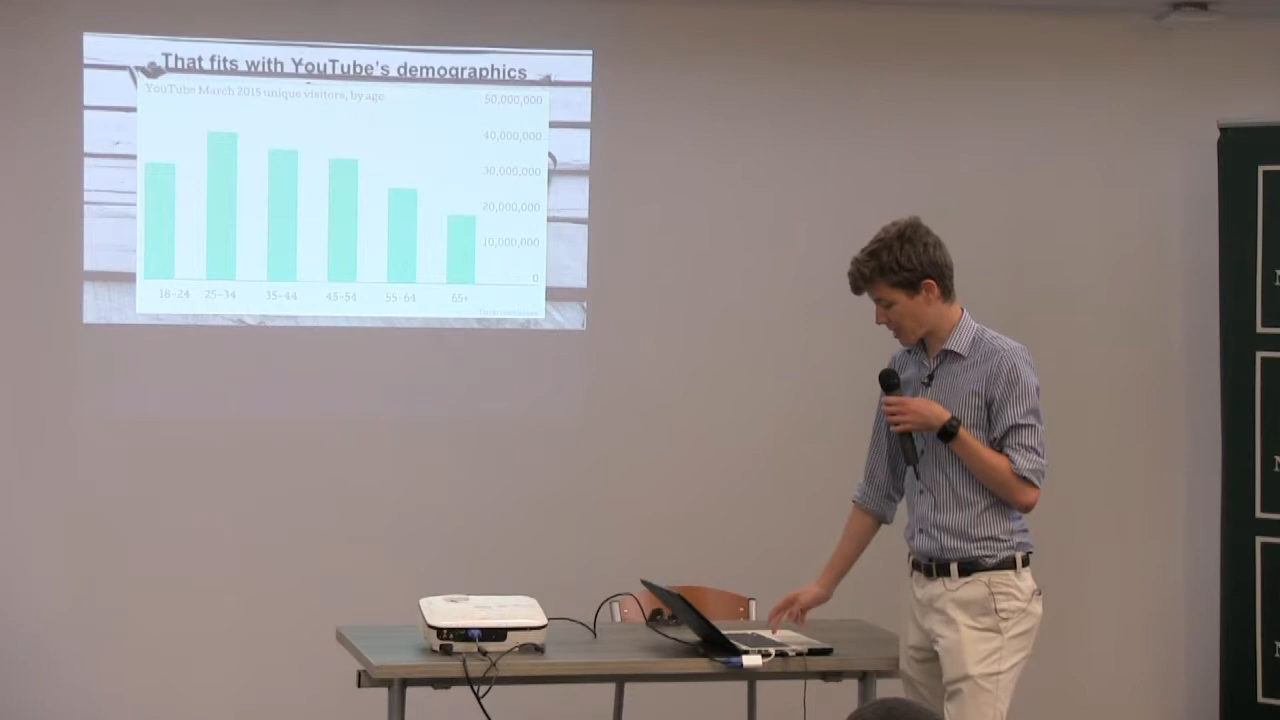 That fits with YouTube's demographics
YouTube March 2015 unique visitors, by age
50,000,000
40,000,000
30,000,000
20,000,000
10,000,000
0
18-24 25-34 35-44 45-54 55-64 65+